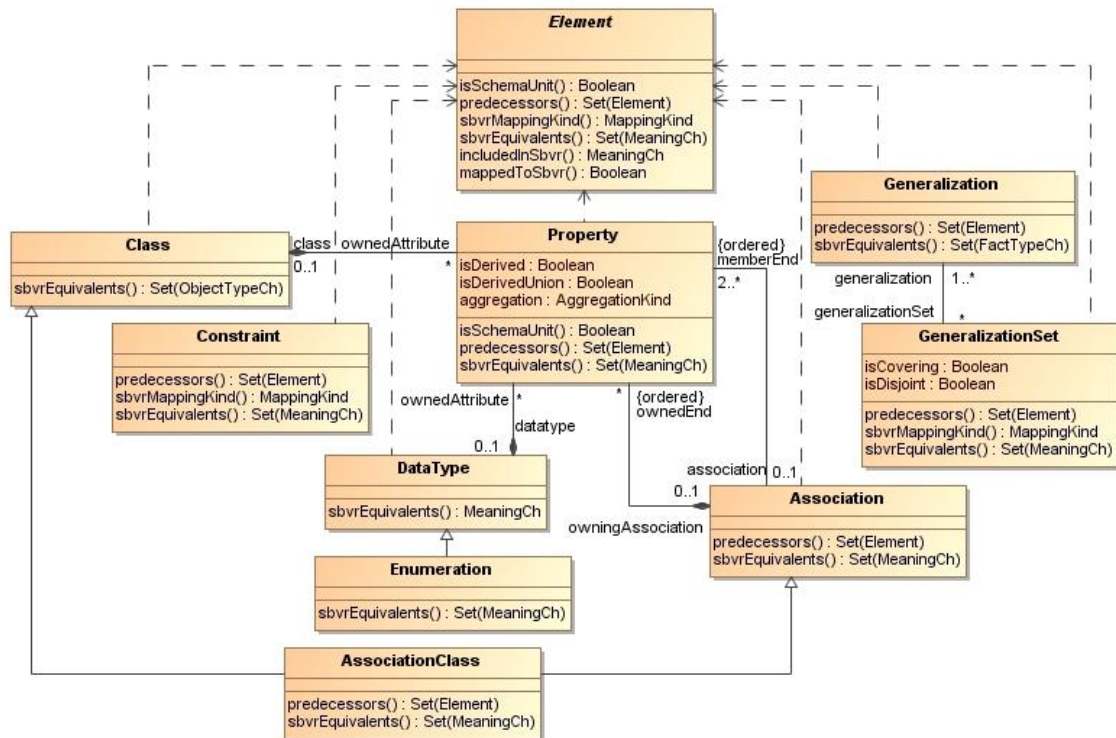 Element
isSchemaUnit() : Boolean
predecessors() : Set(Element)
sbvrMappingKind() : MappingKind
sbvrEquivalents() : Set(MeaningCh)
includedInSbvr() : MeaningCh
mappedToSbvr() : Boolean
Generalization
predecessors() : Set(Element)
sbvrEquivalents() : Set(FactTypeCh)
generalization
1..*
generalizationSet
*
Class
sbvrEquivalents() : Set(ObjectTypeCh)
class
0..1
ownedAttribute
*
Property
isDerived : Boolean
isDerivedUnion : Boolean
aggregation : AggregationKind
isSchemaUnit() : Boolean
predecessors() : Set(Element)
sbvrEquivalents() : Set(MeaningCh)
{ordered}
memberEnd
2..*
Constraint
predecessors() : Set(Element)
sbvrMappingKind() : MappingKind
sbvrEquivalents() : Set(MeaningCh)
GeneralizationSet
isCovering : Boolean
isDisjoint : Boolean
predecessors() : Set(Element)
sbvrMappingKind() : MappingKind
sbvrEquivalents() : Set(MeaningCh)
ownedAttribute
*
datatype
0..1
*
{ordered}
ownedEnd
association
0..1
0..1
owningAssociation
DataType
sbvrEquivalents() : MeaningCh
Association
predecessors() : Set(Element)
sbvrEquivalents() : Set(MeaningCh)
Enumeration
sbvrEquivalents() : Set(MeaningCh)
AssociationClass
predecessors() : Set(Element)
sbvrEquivalents() : Set(MeaningCh)